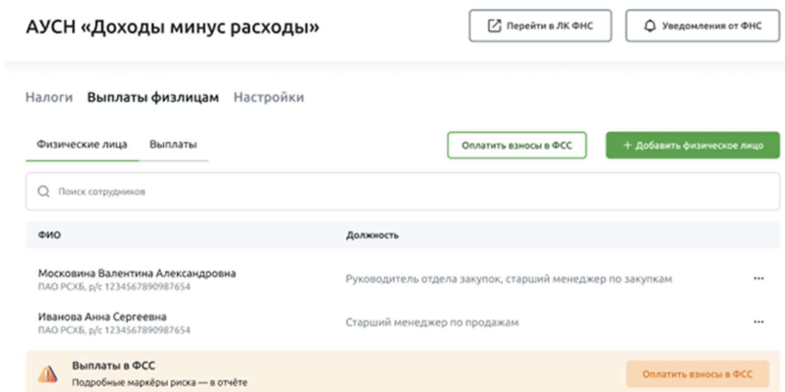 АУСН «Доходы минус расходы»
Перейти в ЛК ФНС
Уведомления от ФНС
Налоги Выплаты физлицам Настройки
Физические лица Выплаты
Оплатить взносы в ФСС
+ Добавить физическое лицо
Поиск сотрудников
ФИО Должность
Московина Валентина Александровна
ПАО РСХБ, р/с 1234567890987654
Руководитель отдела закупок, старший менеджер по закупкам
Иванова Анна Сергеевна
ПАО РСХБ, р/с 1234567890987654
Старший менеджер по продажам
Выплаты в ФСС
Подробные маркёры риска — в отчёте
Оплатить взносы в ФСС